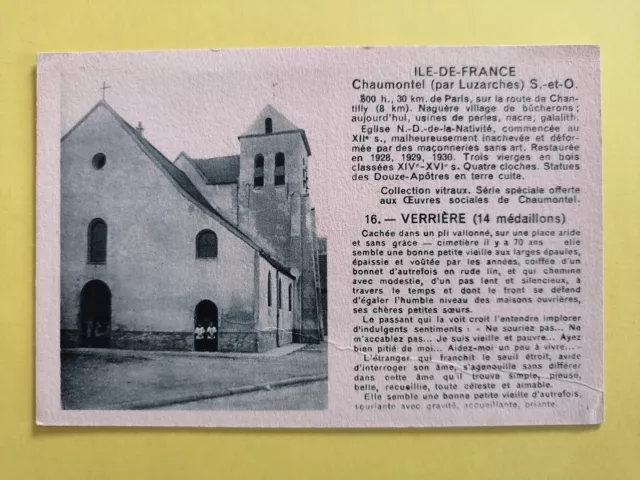 ILE-DE-FRANCE
Chaumontel (par Luzarches) S.-et-O.
800 h., 30 km. de Paris, sur la route de Chan-
tilly (8 km). Naguère village de bûcherons ;
aujourd'hui, usines de perles, nacre, galalith.
Eglise N.-D.-de-la-Nativité, commencée au
XIIe s., malheureusement inachevée et défor-
mée par des maçonneries sans art. Restaurée
en 1928, 1929, 1930. Trois vierges en bois
classées XIVe-XVIe s. Quatre cloches. Statues
des Douze-Apôtres en terre cuite.
Collection vitraux. Série spéciale offerte
aux Œuvres sociales de Chaumontel.
16. — VERRIÈRE (14 médaillons)
Cachée dans un pli vallonné, sur une place aride
et sans grâce — cimetière il y a 70 ans elle
semble une bonne petite vieille aux larges épaules,
épaissie et voûtée par les années, coiffée d'un
bonnet d'autrefois en rude lin, et qui chemine
avec modestie, d'un pas lent et silencieux, à
travers le temps et dont le front se défend
d'égaler l'humble niveau des maisons ouvrières,
ses chères petites sœurs.
Le passant qui la voit croit l'entendre implorer
d'indulgents sentiments : - Ne souriez pas... Ne
m'accablez pas... Je suis vieille et pauvre... Ayez
bien pitié de moi... Aidez-moi un peu à vivre...—
L'étranger qui franchit le seuil étroit, avide
d'interroger son âme, s'agenouille sans différer
dans cette âme qu'il trouve simple, pieuse,
belle, recueillie, toute céleste et aimable.
Elle semble une bonne petite vieille d'autrefois,
souriante avec gravité, accueillante, priante.